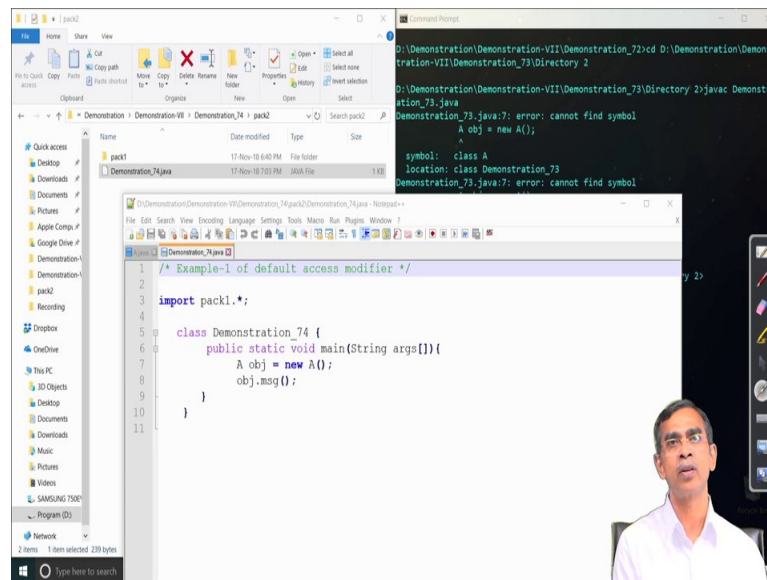 pack2
File Home Share View
Pin to Quick access
Copy
Paste
Cut
Copy path
Paste shortcut
Move to
Copy to
Delete
Rename
New folder
Properties
Open
Edit
History
Select all
Select none
Invert selection
Clipboard Organize New Open Select
« Demonstration > Demonstration-VII > Demonstration_74 > pack2
Search pack2
Name Date modified Type Size
pack1 17-Nov-18 6:40 PM File folder
Demonstration_74.java 17-Nov-18 7:03 PM JAVA File 1 KB
Quick access
Desktop
Downloads
Documents
Pictures
Apple Compu
Google Drive
Demonstration-V
Demonstration-V
pack2
Recording
Dropbox
OneDrive
This PC
3D Objects
Desktop
Documents
Downloads
Music
Pictures
Videos
SAMSUNG 750E
Program (D:)
Network
2 items 1 item selected 239 bytes
Type here to search
Command Prompt
D:\Demonstration\Demonstration-VII\Demonstration_72>cd D:\Demonstration\Demon
tration-VII\Demonstration_73\Directory 2
D:\Demonstration\Demonstration-VII\Demonstration_73\Directory 2>javac Demonst
ation_73.java
Demonstration_73.java:7: error: cannot find symbol
A obj = new A();
^
symbol: class A
location: class Demonstration_73
Demonstration_73.java:7: error: cannot find symbol
ry 2>
D:\Demonstration\Demonstration-VII\Demonstration_74\pack2\Demonstration_74.java - Notepad++
File Edit Search View Encoding Language Settings Tools Macro Run Plugins Window ?
A.java Demonstration_74.java
1 /* Example-1 of default access modifier */
2
3 import pack1.*;
4
5 class Demonstration_74 {
6 public static void main(String args[]){
7 A obj = new A();
8 obj.msg();
9 }
10 }
11